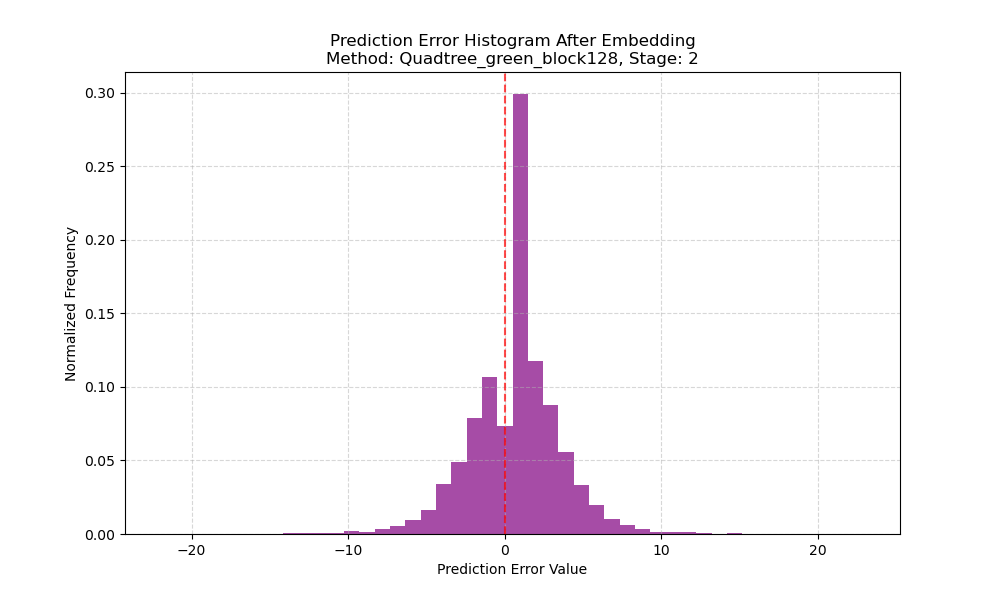 Prediction Error Histogram After Embedding
Method: Quadtree_green_block128, Stage: 2
0.30
0.25
0.20
0.15
0.10
0.05
0.00
Normalized Frequency
−20 −10 0 10 20
Prediction Error Value